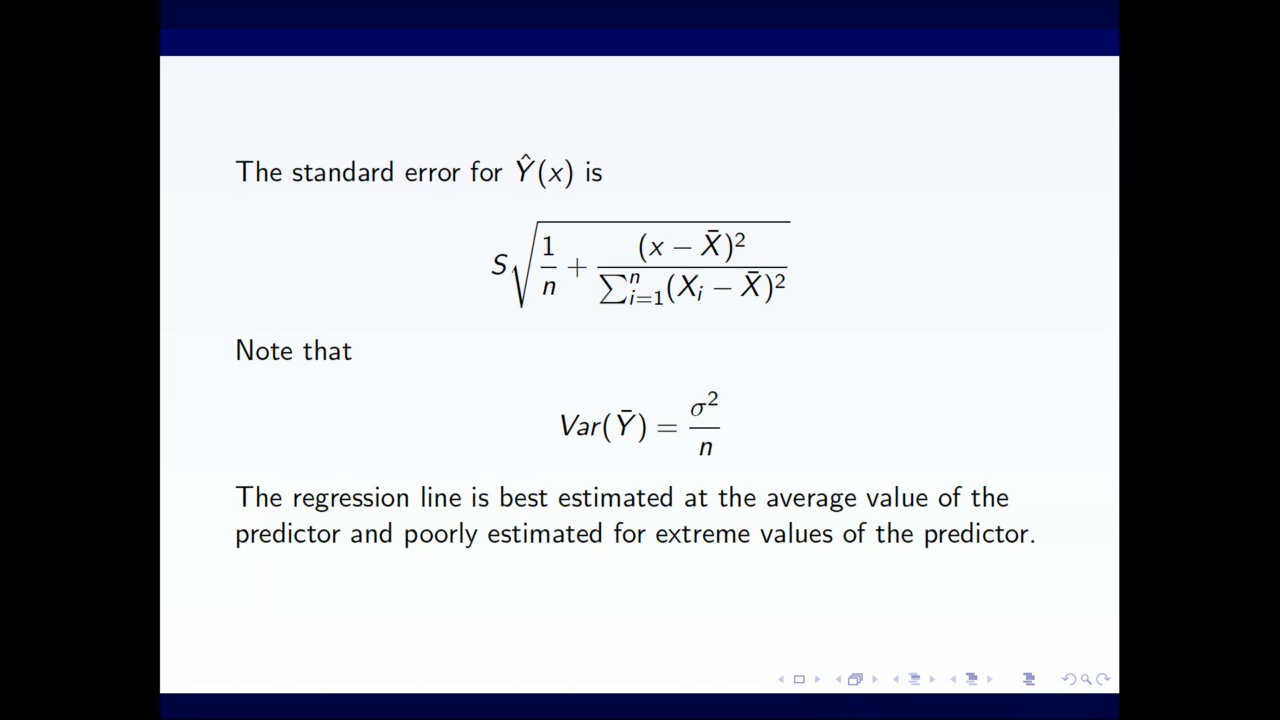 The standard error for Ŷ(x) is
S√(1/n + (x − X̄)²/∑ⁿᵢ₌₁(Xᵢ − X̄)²)
Note that
Var(Ȳ) = σ²/n
The regression line is best estimated at the average value of the
predictor and poorly estimated for extreme values of the predictor.